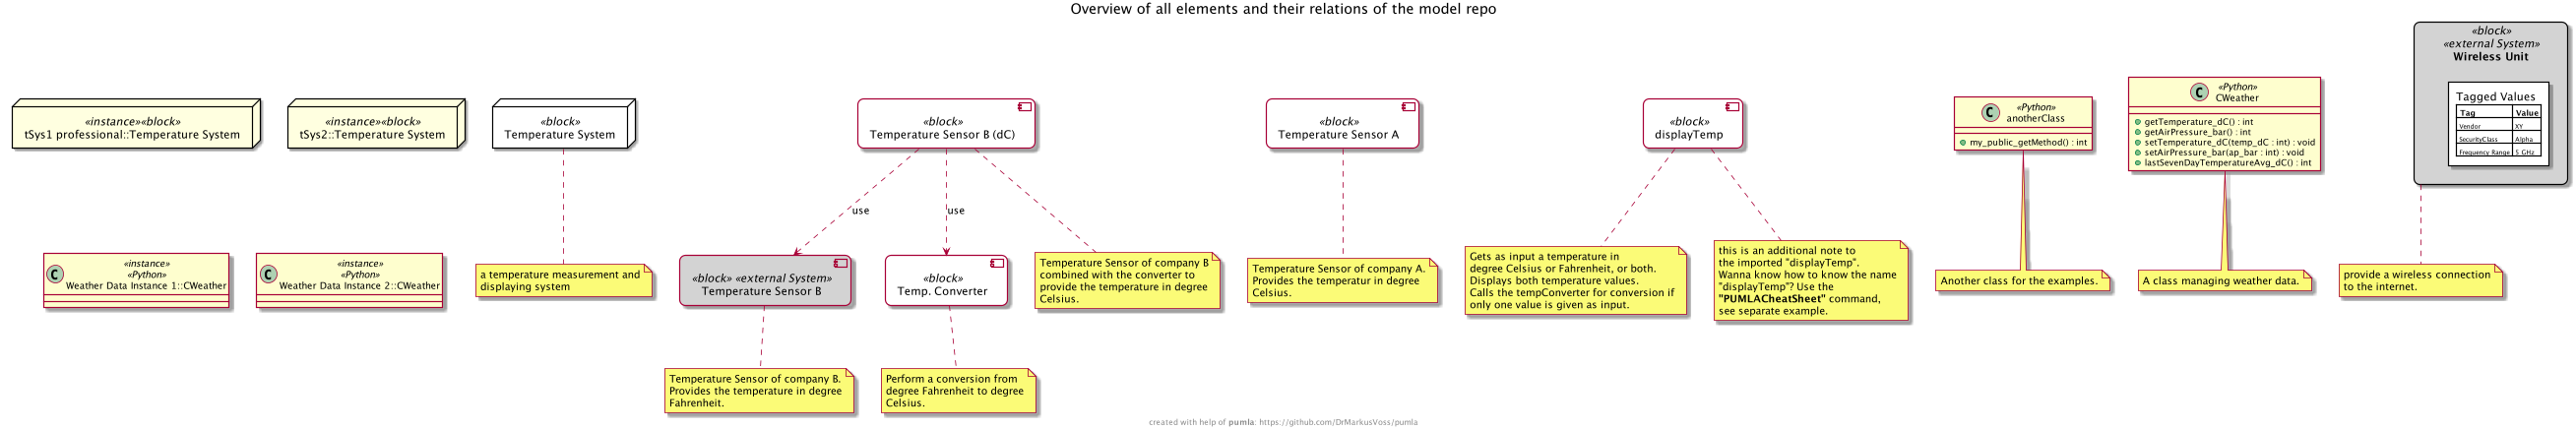 Overview of all elements and their relations of the model repo
«instance»«block»
tSys1 professional::Temperature System
«instance»«block»
tSys2::Temperature System
«block»
Temperature System
«block»
Temperature Sensor B (dC)
«block»
Temperature Sensor A
«block»
displayTemp
C
«Python»
anotherClass
my_public_getMethod() : int
C
«Python»
CWeather
getTemperature_dC() : int
getAirPressure_bar() : int
setTemperature_dC(temp_dC : int) : void
setAirPressure_bar(ap_bar : int) : void
lastSevenDayTemperatureAvg_dC() : int
«block»
«external System»
Wireless Unit
Tagged Values
Tag Value
Vendor XY
SecurityClass Alpha
Frequency Range 5 GHz
use
use
C
«instance»
«Python»
Weather Data Instance 1::CWeather
C
«instance»
«Python»
Weather Data Instance 2::CWeather
a temperature measurement and
displaying system
«block» «external System»
Temperature Sensor B
«block»
Temp. Converter
Temperature Sensor of company B
combined with the converter to
provide the temperature in degree
Celsius.
Temperature Sensor of company A.
Provides the temperatur in degree
Celsius.
Gets as input a temperature in
degree Celsius or Fahrenheit, or both.
Displays both temperature values.
Calls the tempConverter for conversion if
only one value is given as input.
this is an additional note to
the imported "displayTemp".
Wanna know how to know the name
"displayTemp"? Use the
"PUMLACheatSheet" command,
see separate example.
Another class for the examples.
A class managing weather data.
provide a wireless connection
to the internet.
Temperature Sensor of company B.
Provides the temperature in degree
Fahrenheit.
Perform a conversion from
degree Fahrenheit to degree
Celsius.
created with help of pumla: https://github.com/DrMarkusVoss/pumla